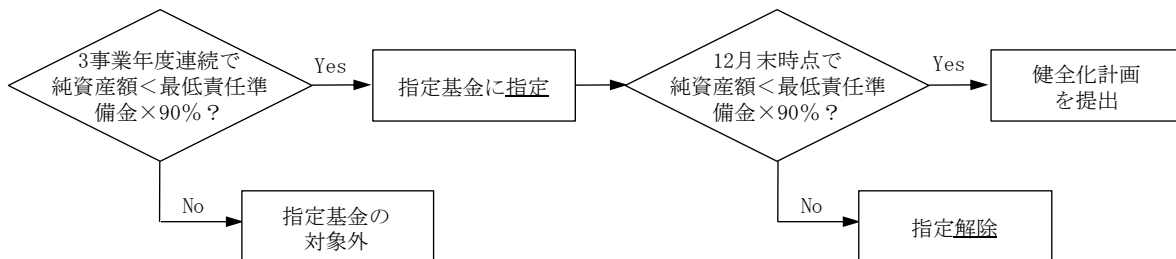 3事業年度連続で
純資産額＜最低責任準
備金×90％？
Yes
指定基金に指定
12月末時点で
純資産額＜最低責任準
備金×90％？
Yes
健全化計画
を提出
No
指定基金の
対象外
No
指定解除